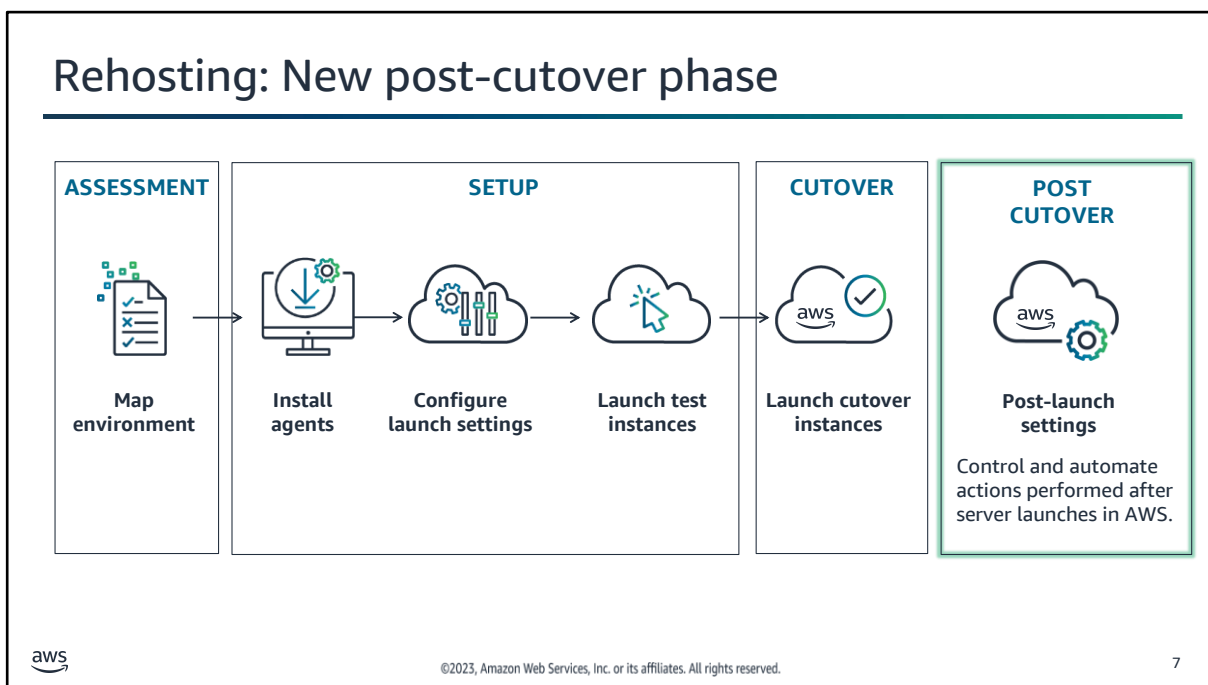 Rehosting: New post-cutover phase
ASSESSMENT
Map
environment
SETUP
Install
agents
Configure
launch settings
Launch test
instances
CUTOVER
aws
Launch cutover
instances
POST
CUTOVER
aws
Post-launch
settings
Control and automate
actions performed after
server launches in AWS.
aws
©2023, Amazon Web Services, Inc. or its affiliates. All rights reserved.
7